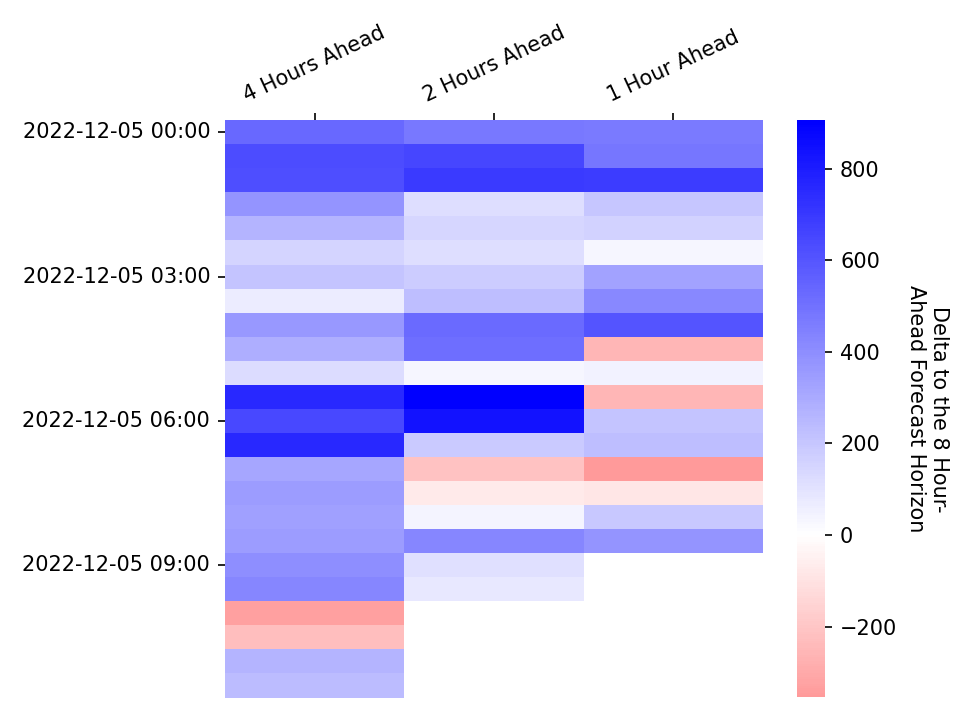 4 Hours Ahead
2 Hours Ahead
1 Hour Ahead
2022-12-05 00:00
2022-12-05 03:00
2022-12-05 06:00
2022-12-05 09:00
800
600
400
200
0
−200
Delta to the 8 Hour-
Ahead Forecast Horizon